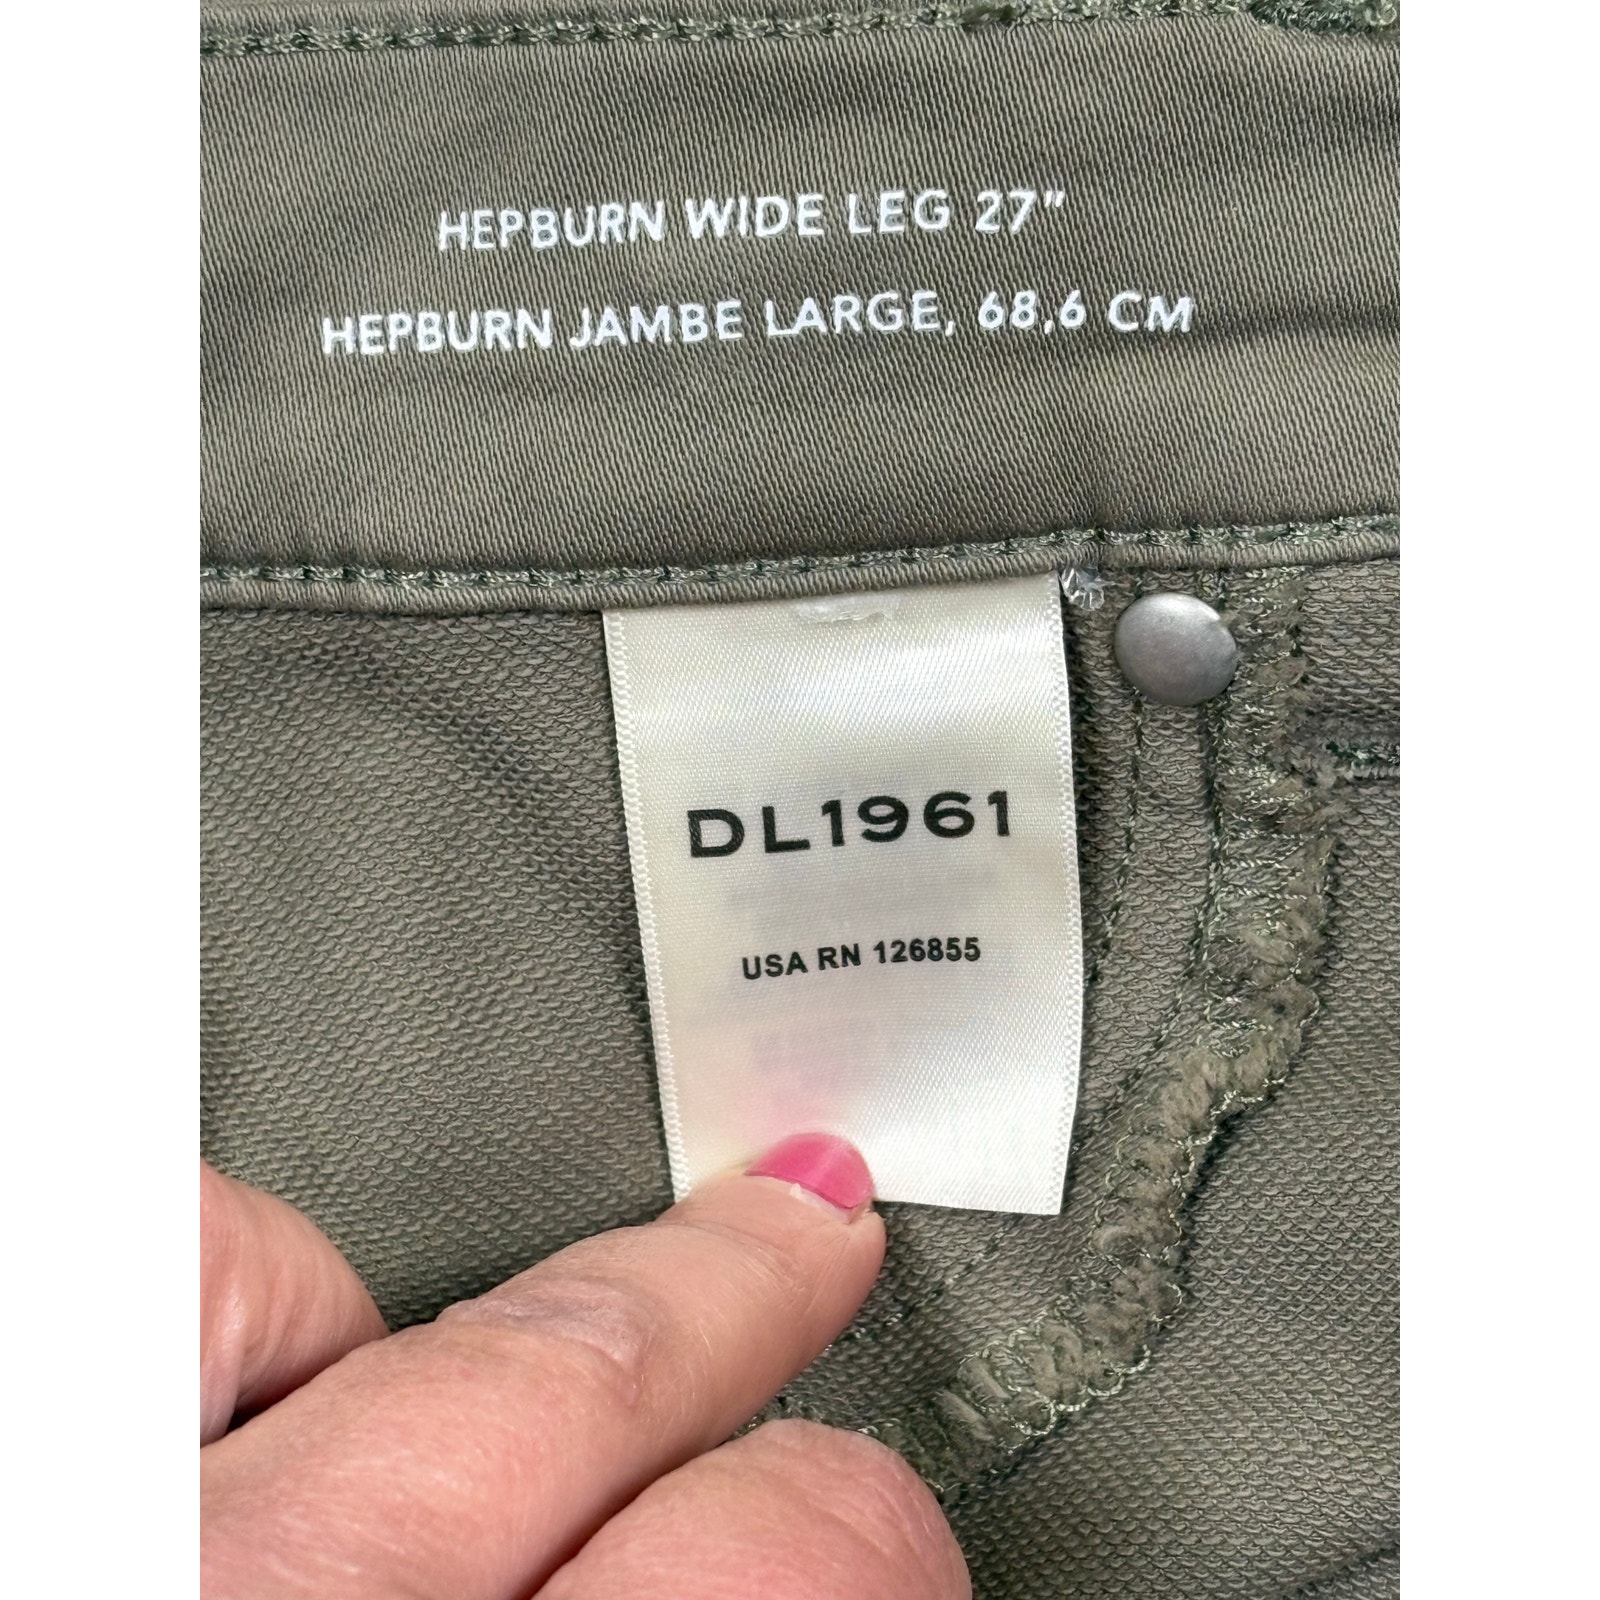 HEPBURN WIDE LEG 27"
HEPBURN JAMBE LARGE, 68,6 CM
DL1961
USA RN 126855